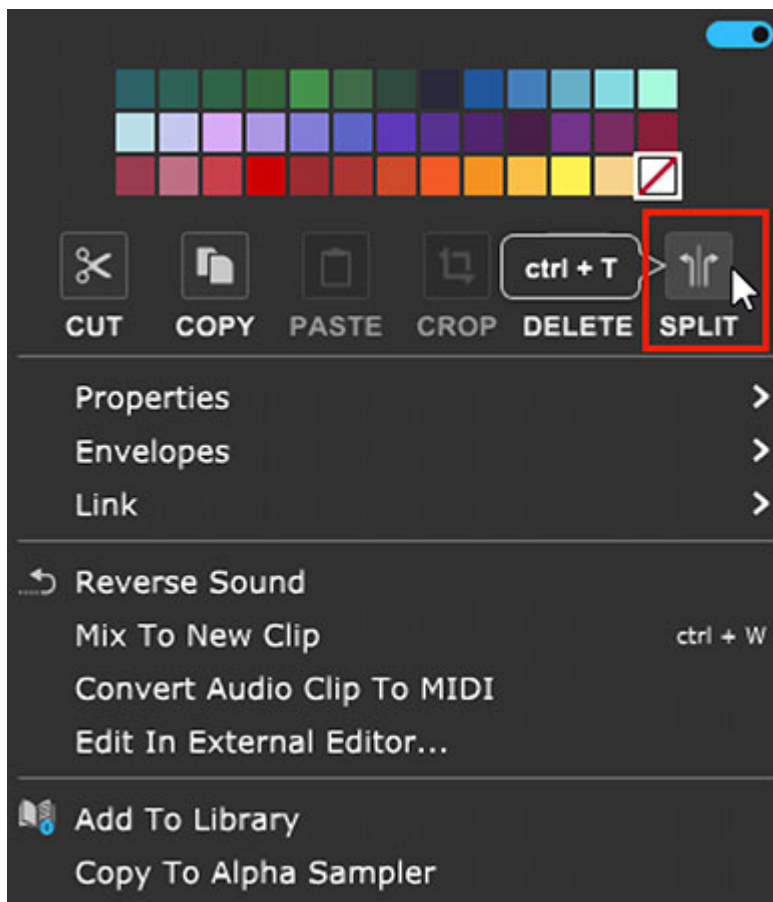 ctrl + T
CUT COPY PASTE CROP DELETE SPLIT
Properties
Envelopes
Link
Reverse Sound
Mix To New Clip ctrl + W
Convert Audio Clip To MIDI
Edit In External Editor...
Add To Library
Copy To Alpha Sampler